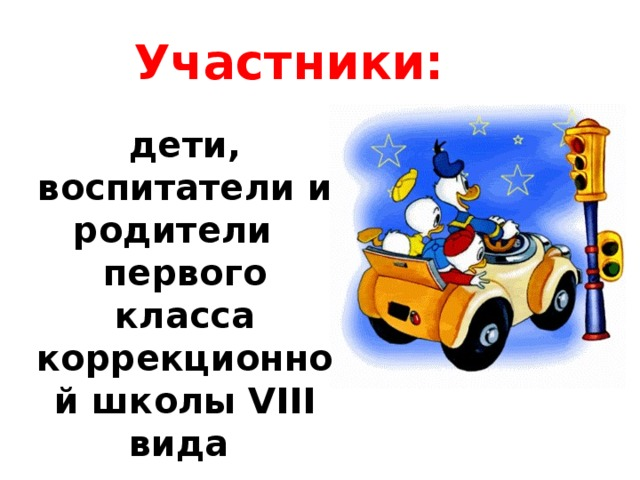 Участники:
дети,
воспитатели и
родители
первого
класса
коррекционно
й школы VIII
вида